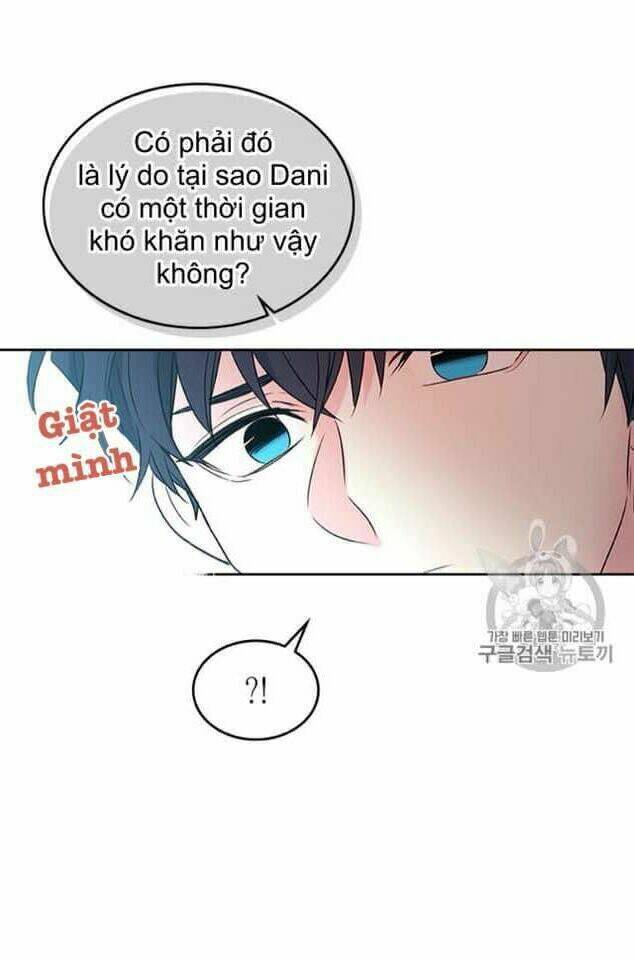 Có phải đó
là lý do tại sao Dani
có một thời gian
khó khăn như vậy
không?
Giật
mình
가장 빠른 웹툰 미리보기
구글검색 뉴토끼
?!